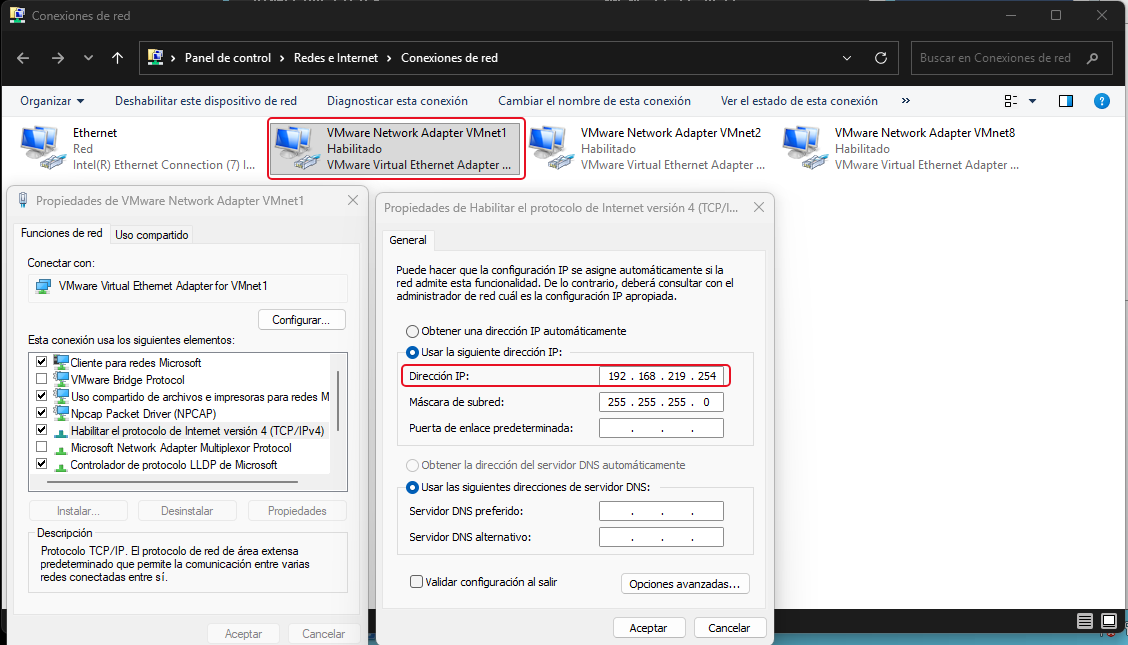 Conexiones de red
Panel de control
Redes e Internet
Conexiones de red
Buscar en Conexiones de red
Organizar
Deshabilitar este dispositivo de red
Diagnosticar esta conexión
Cambiar el nombre de esta conexión
Ver el estado de esta conexión
»
?
Ethernet
Red
Intel(R) Ethernet Connection (7) I...
VMware Network Adapter VMnet1
Habilitado
VMware Virtual Ethernet Adapter ...
VMware Network Adapter VMnet2
Habilitado
VMware Virtual Ethernet Adapter ...
VMware Network Adapter VMnet8
Habilitado
VMware Virtual Ethernet Adapter ...
Propiedades de VMware Network Adapter VMnet1
Funciones de red
Uso compartido
Conectar con:
VMware Virtual Ethernet Adapter for VMnet1
Configurar...
Esta conexión usa los siguientes elementos:
Cliente para redes Microsoft
VMware Bridge Protocol
Uso compartido de archivos e impresoras para redes M
Npcap Packet Driver (NPCAP)
Habilitar el protocolo de Internet versión 4 (TCP/IPv4)
Microsoft Network Adapter Multiplexor Protocol
Controlador de protocolo LLDP de Microsoft
Instalar...
Desinstalar
Propiedades
Descripción
Protocolo TCP/IP. El protocolo de red de área extensa
predeterminado que permite la comunicación entre varias
redes conectadas entre sí.
Aceptar
Cancelar
Propiedades de Habilitar el protocolo de Internet versión 4 (TCP/I...
General
Puede hacer que la configuración IP se asigne automáticamente si la
red admite esta funcionalidad. De lo contrario, deberá consultar con el
administrador de red cuál es la configuración IP apropiada.
Obtener una dirección IP automáticamente
Usar la siguiente dirección IP:
Dirección IP:
192 . 168 . 219 . 254
Máscara de subred:
255 . 255 . 255 . 0
Puerta de enlace predeterminada:
. . .
Obtener la dirección del servidor DNS automáticamente
Usar las siguientes direcciones de servidor DNS:
Servidor DNS preferido:
. . .
Servidor DNS alternativo:
. . .
Validar configuración al salir
Opciones avanzadas...
Aceptar
Cancelar